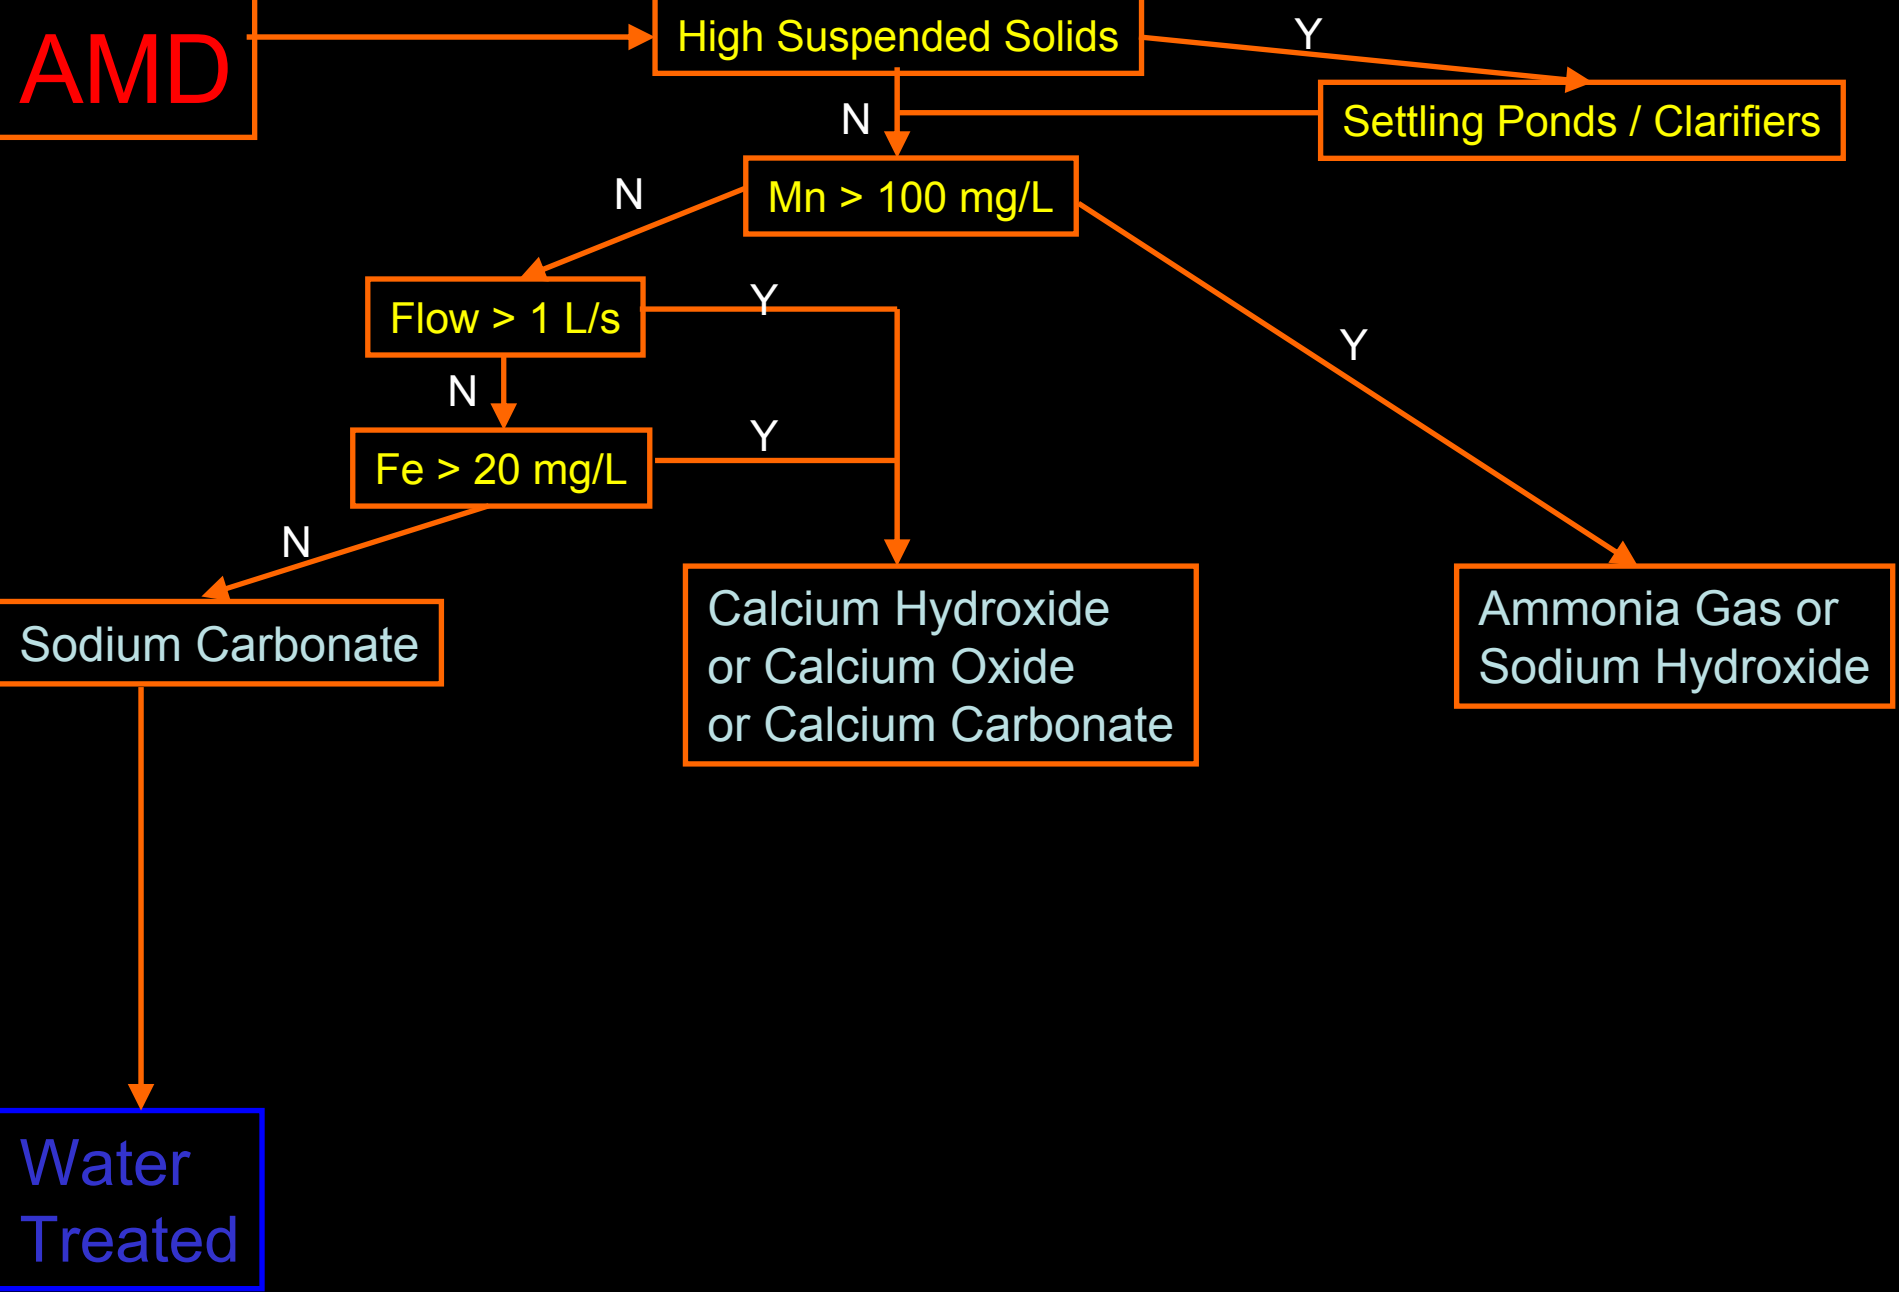 AMD
High Suspended Solids
Y
Settling Ponds / Clarifiers
N
Mn > 100 mg/L
N
Flow > 1 L/s
Y
Y
N
Fe > 20 mg/L
Y
N
Sodium Carbonate
Calcium Hydroxide
or Calcium Oxide
or Calcium Carbonate
Ammonia Gas or
Sodium Hydroxide
Water
Treated